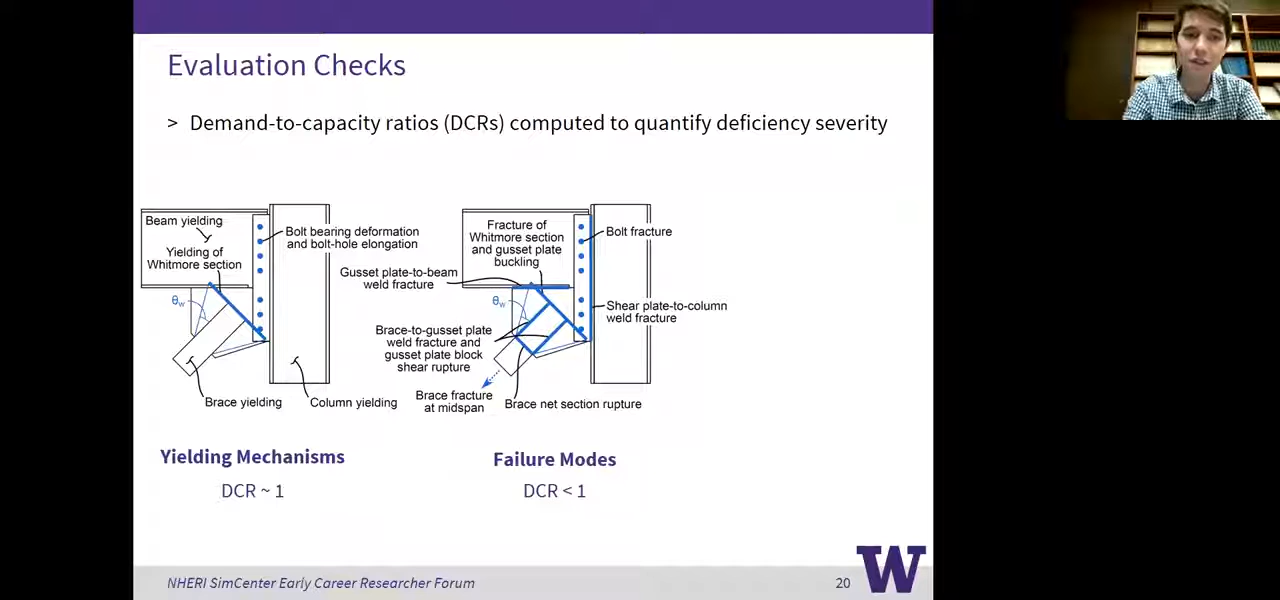 Evaluation Checks
> Demand-to-capacity ratios (DCRs) computed to quantify deficiency severity
Beam yielding
Yielding of
Whitmore section
Bolt bearing deformation
and bolt-hole elongation
θw
Brace yielding
Column yielding
Fracture of
Whitmore section
and gusset plate
buckling
Bolt fracture
Gusset plate-to-beam
weld fracture
θw
Shear plate-to-column
weld fracture
Brace-to-gusset plate
weld fracture and
gusset plate block
shear rupture
Brace fracture
at midspan
Brace net section rupture
Yielding Mechanisms
DCR ~ 1
Failure Modes
DCR < 1
NHERI SimCenter Early Career Researcher Forum
20
W